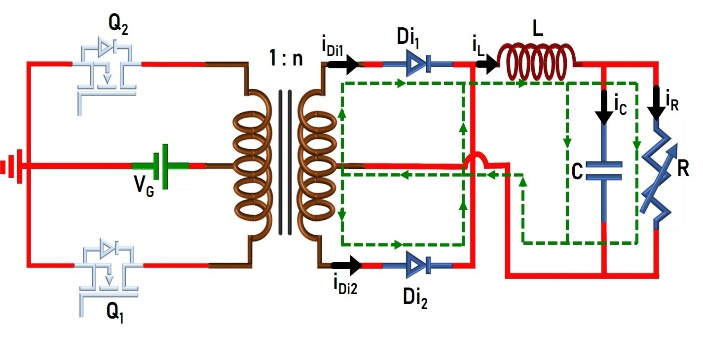 Q₂
1 : n
iDi1
Di₁
iL
L
iC
iR
VG
C
R
Q₁
iDi2
Di₂